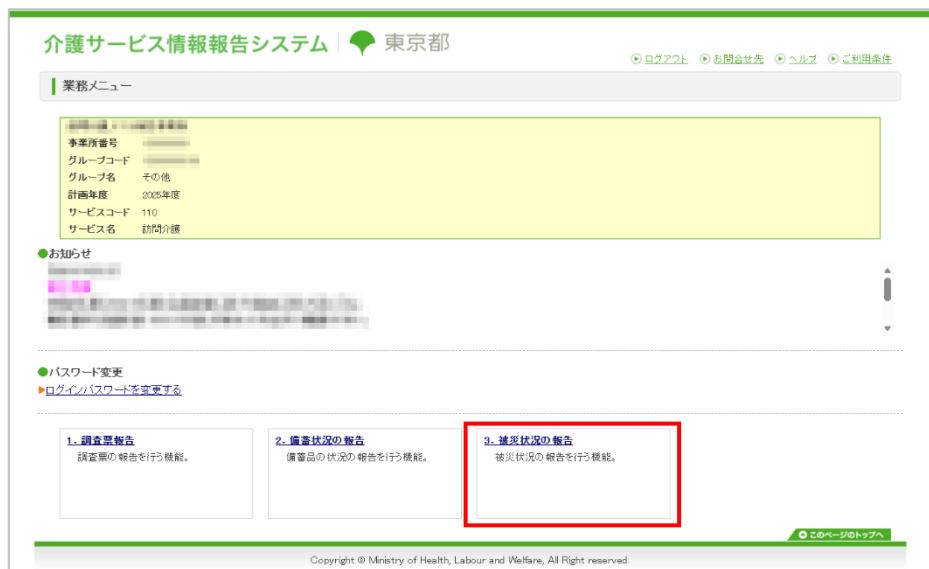 介護サービス情報報告システム 東京都
ログアウト お問合せ先 ヘルプ ご利用条件
業務メニュー
事業所番号
グループコード
グループ名 その他
計画年度 2025年度
サービスコード 110
サービス名 訪問介護
●お知らせ
●パスワード変更
▶ログインパスワードを変更する
1. 調査票報告 2. 備蓄状況の報告 3. 被災状況の報告
調査票の報告を行う機能。 備蓄品の状況の報告を行う機能。 被災状況の報告を行う機能。
このページのトップへ
Copyright © Ministry of Health, Labour and Welfare, All Right reserved.